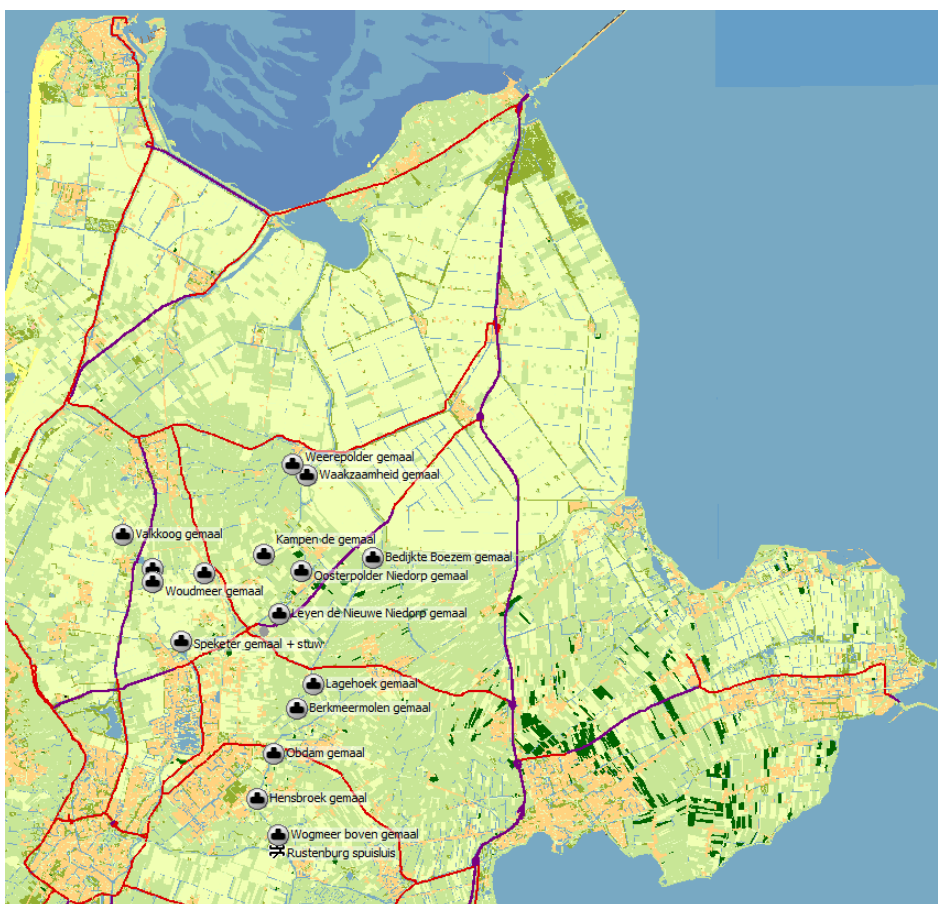 Weerepolder gemaal
Waakzaamheid gemaal
Valkkoog gemaal
Kampen de gemaal
Bedijkte Boezem gemaal
Oosterpolder Niedorp gemaal
Woudmeer gemaal
Leyen de Nieuwe Niedorp gemaal
Speketer gemaal + stuw
Lagehoek gemaal
Berkmeermolen gemaal
Obdam gemaal
Hensbroek gemaal
Wogmeer boven gemaal
Rustenburg spuisluis